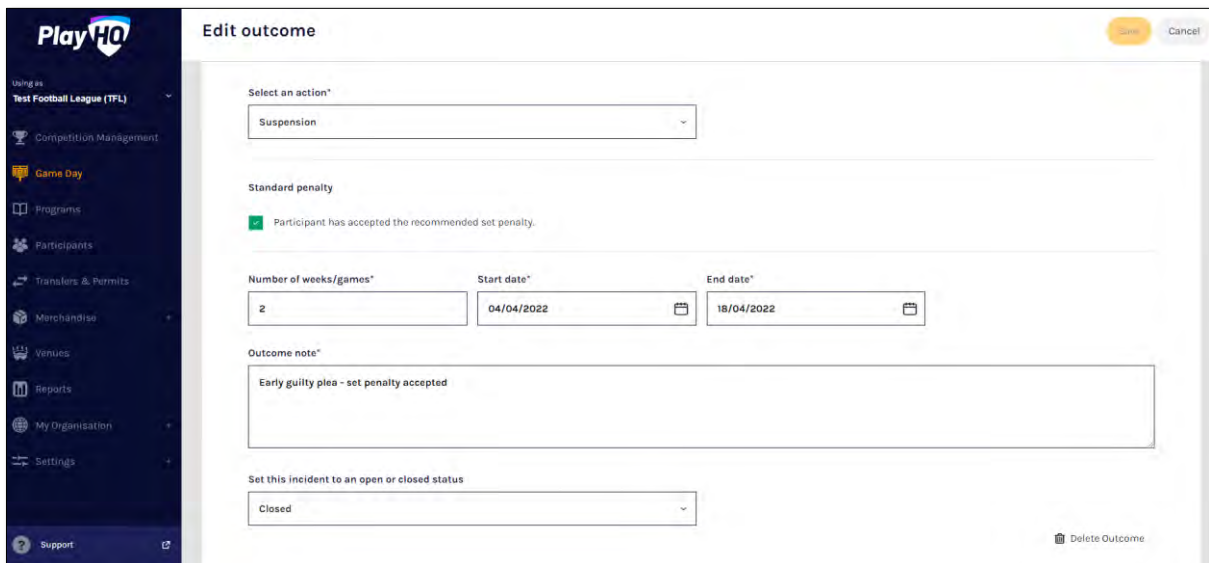 PlayHQ
Edit outcome
Save
Cancel
Using as
Test Football League (TFL)
Competition Management
Game Day
Programs
Participants
Transfers & Permits
Merchandise +
Venues
Reports
My Organisation +
Settings +
? Support
Select an action*
Suspension
Standard penalty
Participant has accepted the recommended set penalty.
Number of weeks/games* Start date* End date*
2 04/04/2022 18/04/2022
Outcome note*
Early guilty plea - set penalty accepted
Set this incident to an open or closed status
Closed
Delete Outcome